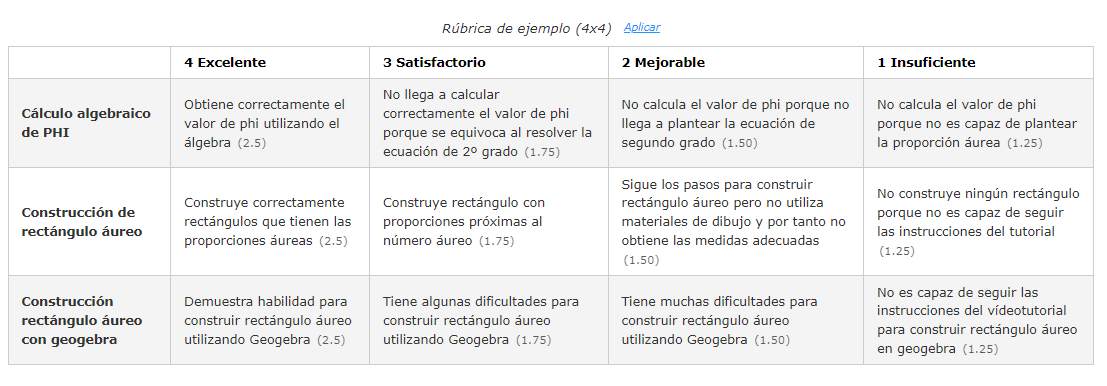 Rúbrica de ejemplo (4x4) Aplicar
4 Excelente
3 Satisfactorio
2 Mejorable
1 Insuficiente
Cálculo algebraico
de PHI
Obtiene correctamente el
valor de phi utilizando el
álgebra (2.5)
No llega a calcular
correctamente el valor de phi
porque se equivoca al resolver la
ecuación de 2º grado (1.75)
No calcula el valor de phi porque no
llega a plantear la ecuación de
segundo grado (1.50)
No calcula el valor de phi
porque no es capaz de plantear
la proporción áurea (1.25)
Construcción de
rectángulo áureo
Construye correctamente
rectángulos que tienen las
proporciones áureas (2.5)
Construye rectángulo con
proporciones próximas al
número áureo (1.75)
Sigue los pasos para construir
rectángulo áureo pero no utiliza
materiales de dibujo y por tanto no
obtiene las medidas adecuadas
(1.50)
No construye ningún rectángulo
porque no es capaz de seguir
las instrucciones del tutorial
(1.25)
Construcción
rectángulo áureo
con geogebra
Demuestra habilidad para
construir rectángulo áureo
utilizando Geogebra (2.5)
Tiene algunas dificultades para
construir rectángulo áureo
utilizando Geogebra (1.75)
Tiene muchas dificultades para
construir rectángulo áureo
utilizando Geogebra (1.50)
No es capaz de seguir las
instrucciones del vídeotutorial
para construir rectángulo áureo
en geogebra (1.25)